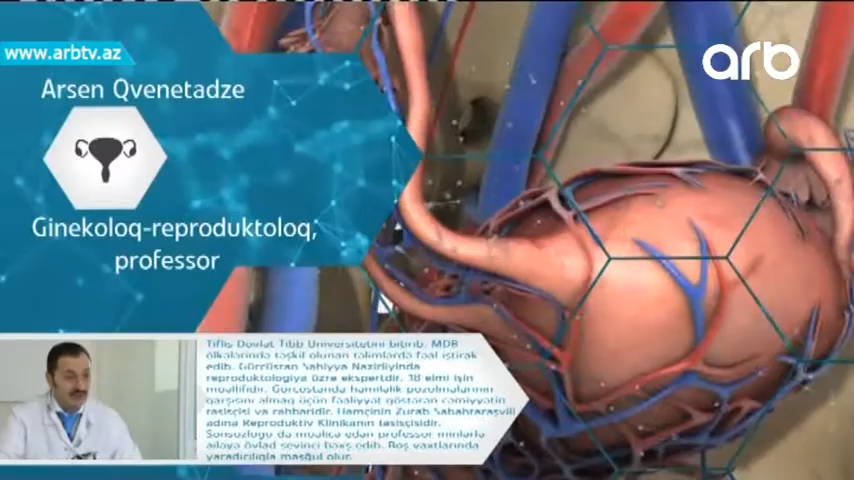 www.arbtv.az
arb
Arsen Qvenetadze
Ginekoloq-reproduktoloq,
professor
Tiflis Dövlət Tibb Universitetini bitirib. MDB
ölkələrində təşkil olunan təlimlərdə fəal iştirak
edib. Gürcüstan Səhiyyə Nazirliyində
reproduktologiya üzrə ekspertdir. 18 elmi işin
müəllifidir. Gürcüstanda hamiləlik pozulmalarının
qarşısını almaq üçün fəaliyyət göstərən cəmiyyətin
təsisçisi və rəhbəridir. Həmçinin Zurab
adına Reproduktiv Klinikanın təsisçisidir.
Sonsuzluğu da müalicə edən professor minlərlə
ailəyə övlad sevinci bəxş edib. Boş vaxtlarında
yaradıcılıqla məşğul olur.